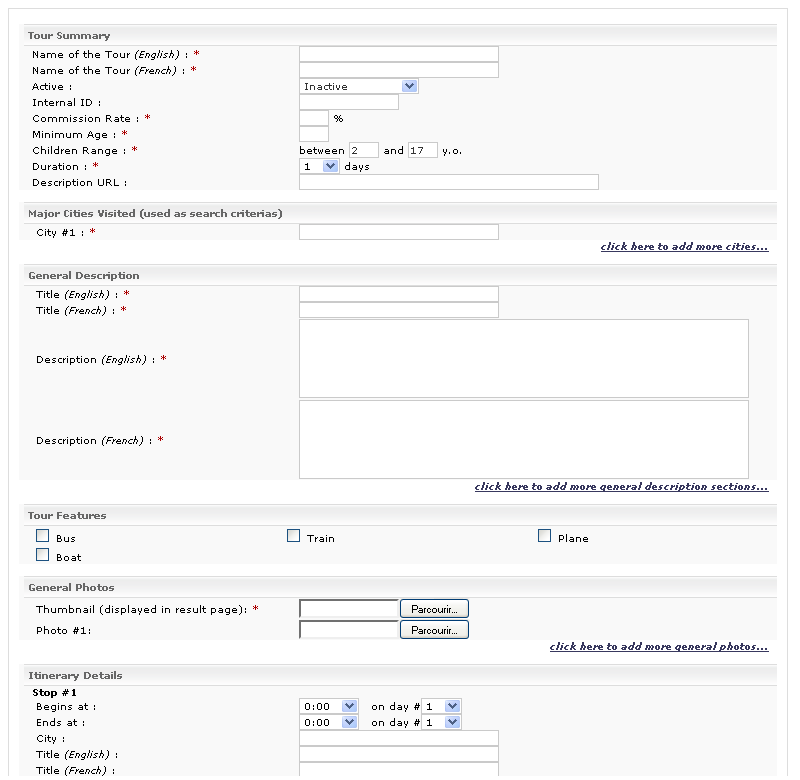 Tour Summary
Name of the Tour (English) : *
Name of the Tour (French) : *
Active : Inactive
Internal ID :
Commission Rate : * %
Minimum Age : *
Children Range : * between 2 and 17 y.o.
Duration : * 1 days
Description URL :
Major Cities Visited (used as search criterias)
City #1 : *
click here to add more cities...
General Description
Title (English) : *
Title (French) : *
Description (English) : *
Description (French) : *
click here to add more general description sections...
Tour Features
Bus Train Plane
Boat
General Photos
Thumbnail (displayed in result page): * Parcourir...
Photo #1: Parcourir...
click here to add more general photos...
Itinerary Details
Stop #1
Begins at : 0:00 on day # 1
Ends at : 0:00 on day # 1
City :
Title (English) :
Title (French) :